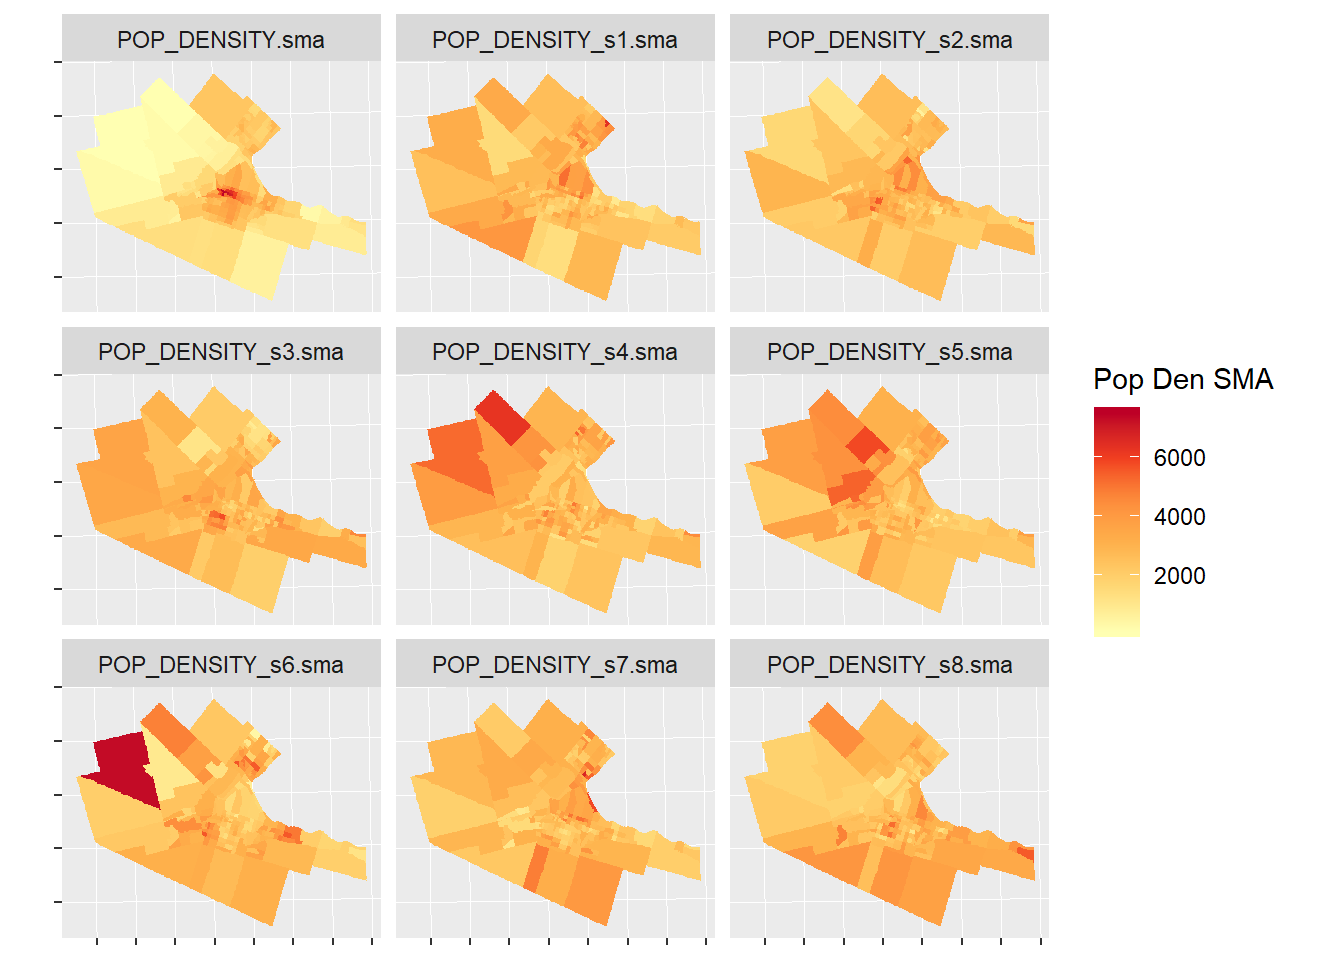 POP_DENSITY.sma
POP_DENSITY_s1.sma
POP_DENSITY_s2.sma
POP_DENSITY_s3.sma
POP_DENSITY_s4.sma
POP_DENSITY_s5.sma
Pop Den SMA
6000
4000
2000
POP_DENSITY_s6.sma
POP_DENSITY_s7.sma
POP_DENSITY_s8.sma